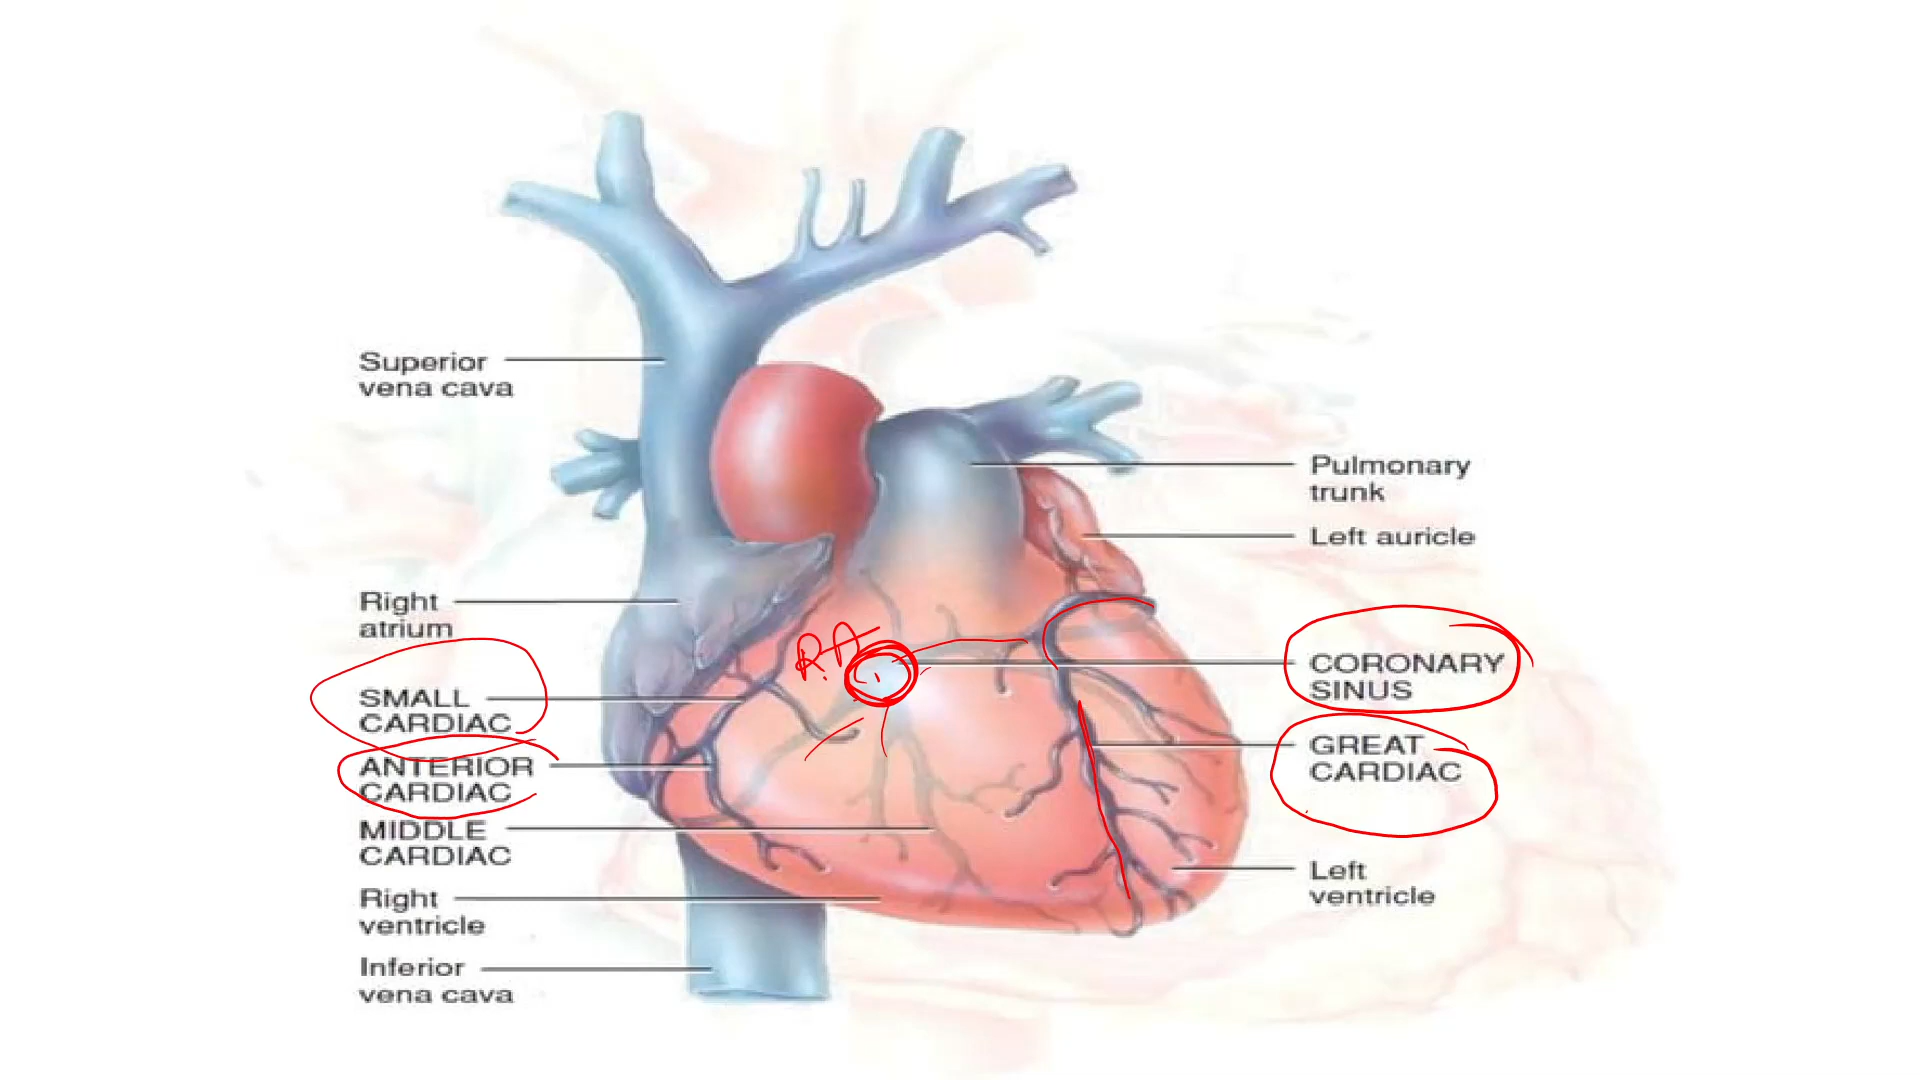 Superior
vena cava
Pulmonary
trunk
Left auricle
Right
atrium
R.A
SMALL
CARDIAC
CORONARY
SINUS
ANTERIOR
CARDIAC
GREAT
CARDIAC
MIDDLE
CARDIAC
Left
ventricle
Right
ventricle
Inferior
vena cava